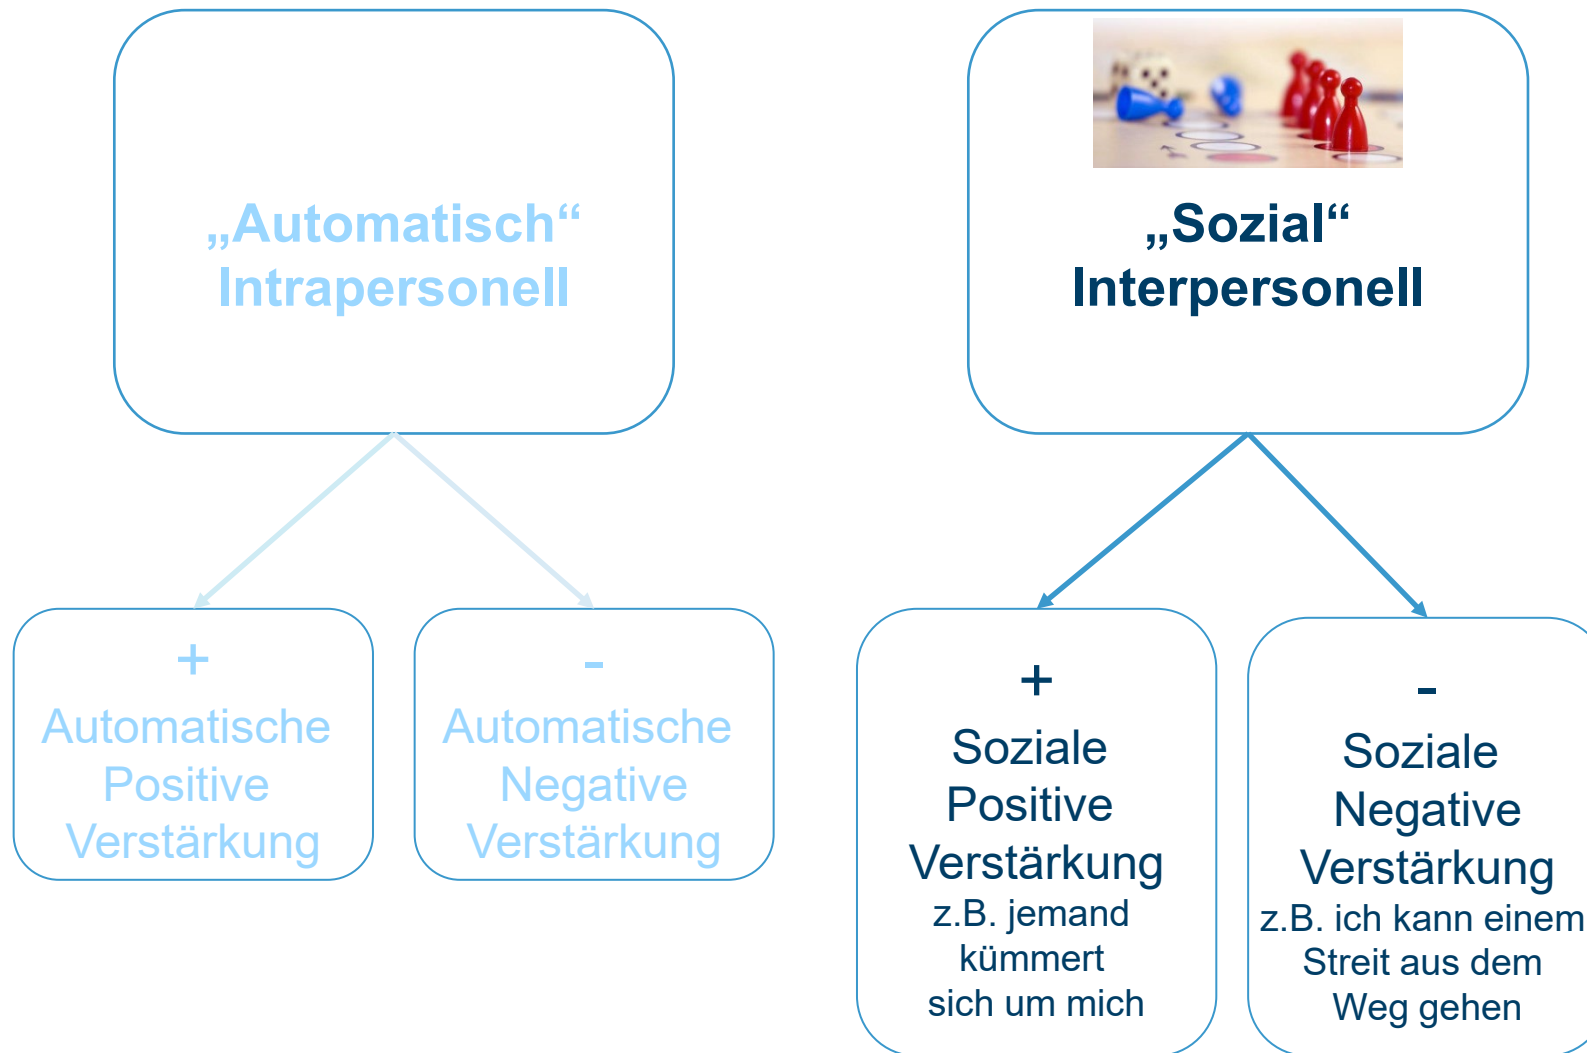 „Automatisch“
Intrapersonell
„Sozial“
Interpersonell
+
Automatische
Positive
Verstärkung
-
Automatische
Negative
Verstärkung
+
Soziale
Positive
Verstärkung
z.B. jemand
kümmert
sich um mich
-
Soziale
Negative
Verstärkung
z.B. ich kann einem
Streit aus dem
Weg gehen